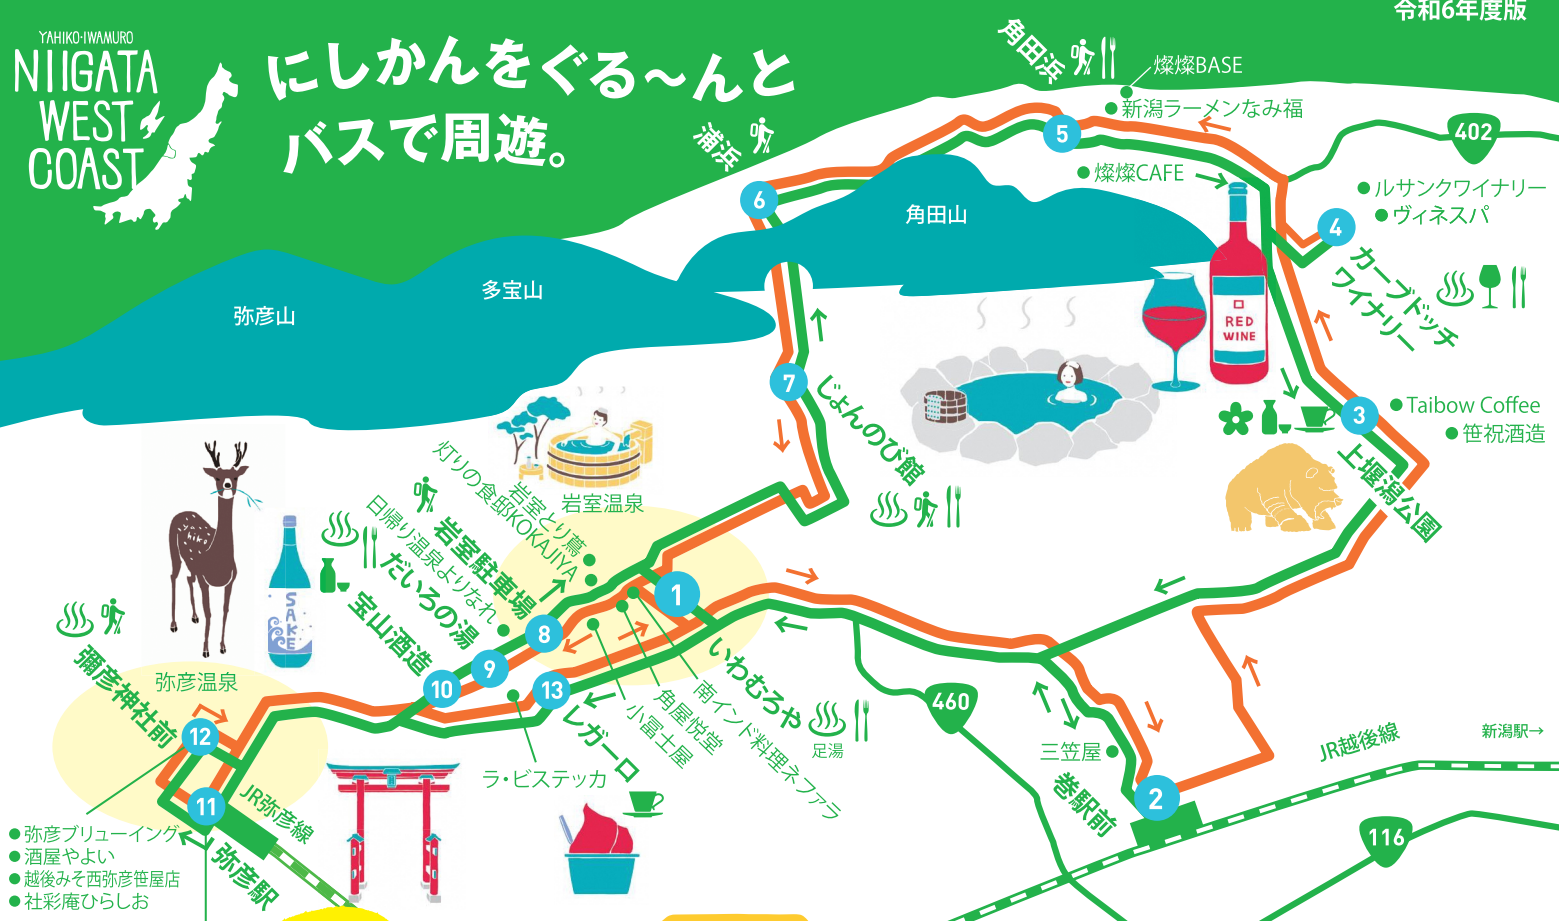 令和6年度版
YAHIKO·IWAMURO
NIIGATA
WEST
COAST
にしかんをぐる〜んと
バスで周遊。
角田浜
燦燦BASE
新潟ラーメンなみ福
5
402
浦浜
燦燦CAFE
ルサンクワイナリー
ヴィネスパ
6
角田山
4
カーブドッチ
ワイナリー
多宝山
弥彦山
RED
WINE
7
じょんのび館
Taibow Coffee
笹祝酒造
3
上堰潟公園
岩室温泉
灯りの食邸KOKAJIYA
岩室とり蔦
岩室駐車場
日帰り温泉よりなれ
だいろの湯
宝山酒造
yahiko
SAKE
1
8
9
10
13
いわむろや
足湯
南インド料理ネファラ
角屋悦堂
小冨士屋
レガーロ
ラ・ビステッカ
弥彦温泉
彌彦神社前
12
11
JR弥彦線
弥彦駅
弥彦ブリューイング
酒屋やよい
越後みそ西弥彦笹屋店
社彩庵ひらしお
460
三笠屋
2
巻駅前
JR越後線
新潟駅→
116